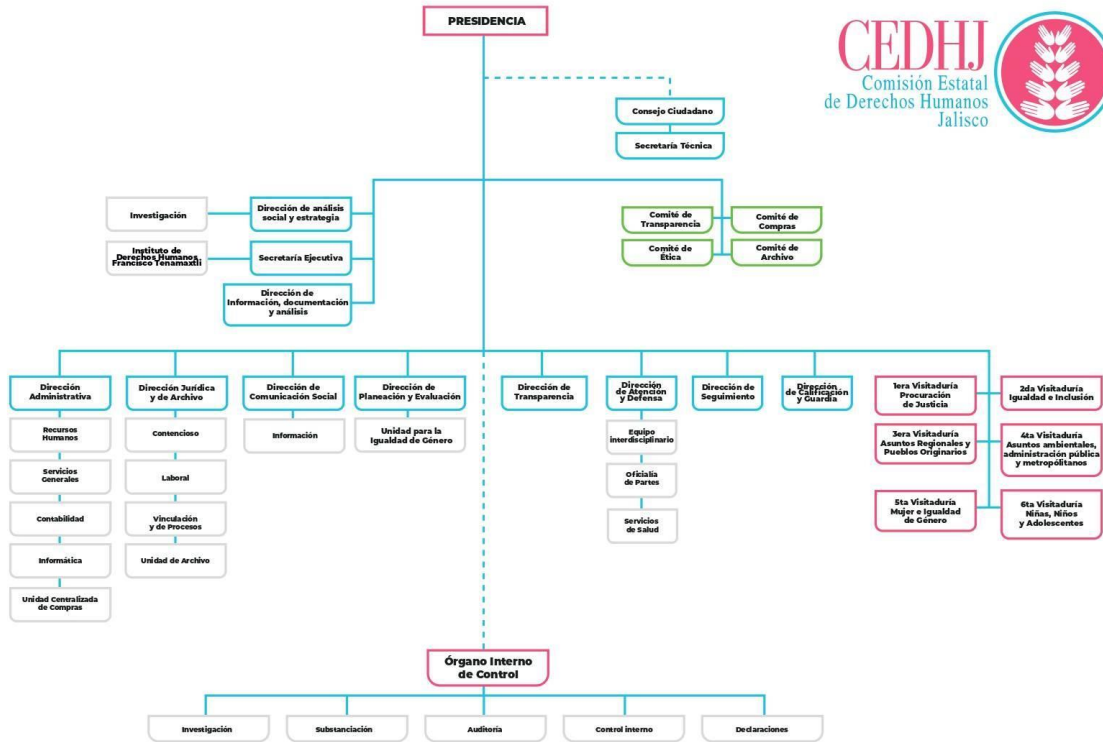 PRESIDENCIA
CEDHJ
Comisión Estatal
de Derechos Humanos
Jalisco
Consejo Ciudadano
Secretaría Técnica
Investigación
Dirección de análisis
social y estrategia
Instituto de
Derechos Humanos
Francisco Tenamaxtli
Secretaría Ejecutiva
Dirección de
Información, documentación
y análisis
Comité de
Transparencia
Comité de
Compras
Comité de
Ética
Comité de
Archivo
Dirección
Administrativa
Recursos
Humanos
Servicios
Generales
Contabilidad
Informática
Unidad Centralizada
de Compras
Dirección Jurídica
y de Archivo
Contencioso
Laboral
Vinculación
y de Procesos
Unidad de Archivo
Dirección de
Comunicación Social
Información
Dirección de
Planeación y Evaluación
Unidad para la
Igualdad de Género
Dirección de
Transparencia
Dirección
de Atención
y Defensa
Equipo
interdisciplinario
Oficialía
de Partes
Servicios
de Salud
Dirección de
Seguimiento
Dirección
de Calificación
y Guardia
1era Visitaduría
Procuración
de Justicia
2da Visitaduría
Igualdad e Inclusión
3era Visitaduría
Asuntos Regionales y
Pueblos Originarios
4ta Visitaduría
Asuntos ambientales,
administración pública
y metropólitanos
5ta Visitaduría
Mujer e Igualdad
de Género
6ta Visitaduría
Niñas, Niños
y Adolescentes
Órgano Interno
de Control
Investigación
Substanciación
Auditoría
Control interno
Declaraciones